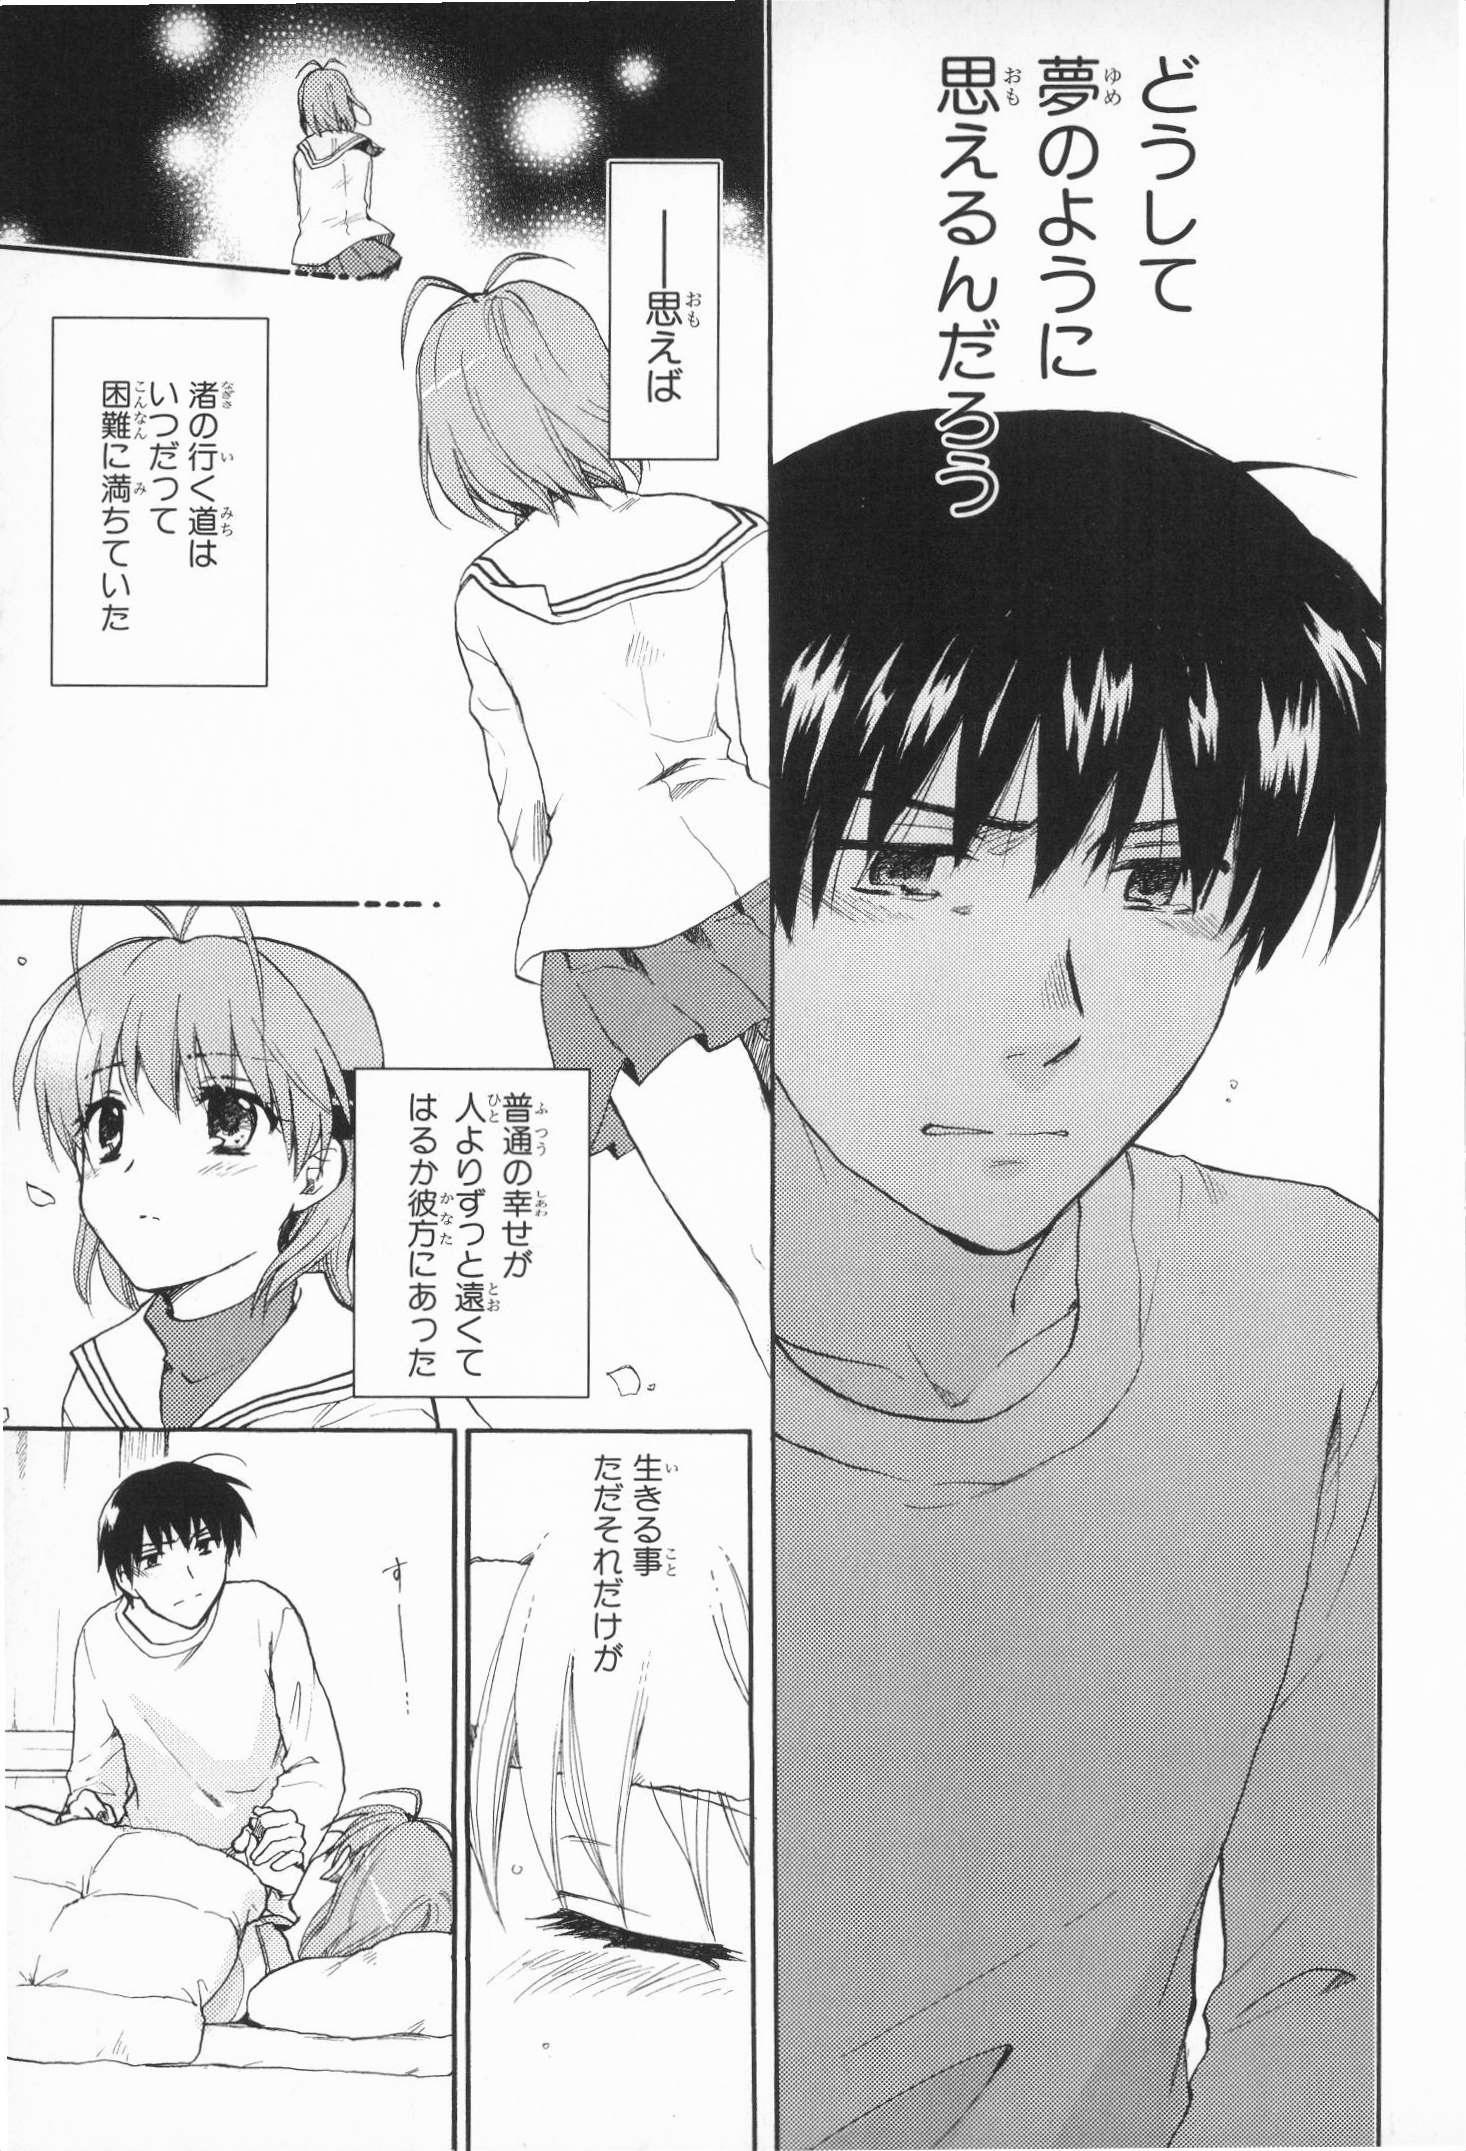 どうして
夢のように
思えるんだろう
──思えば
渚の行く道は
いつだって
困難に満ちていた
普通の幸せが
人よりずっと遠くて
はるか彼方にあった
生きる事
ただそれだけが
すー…